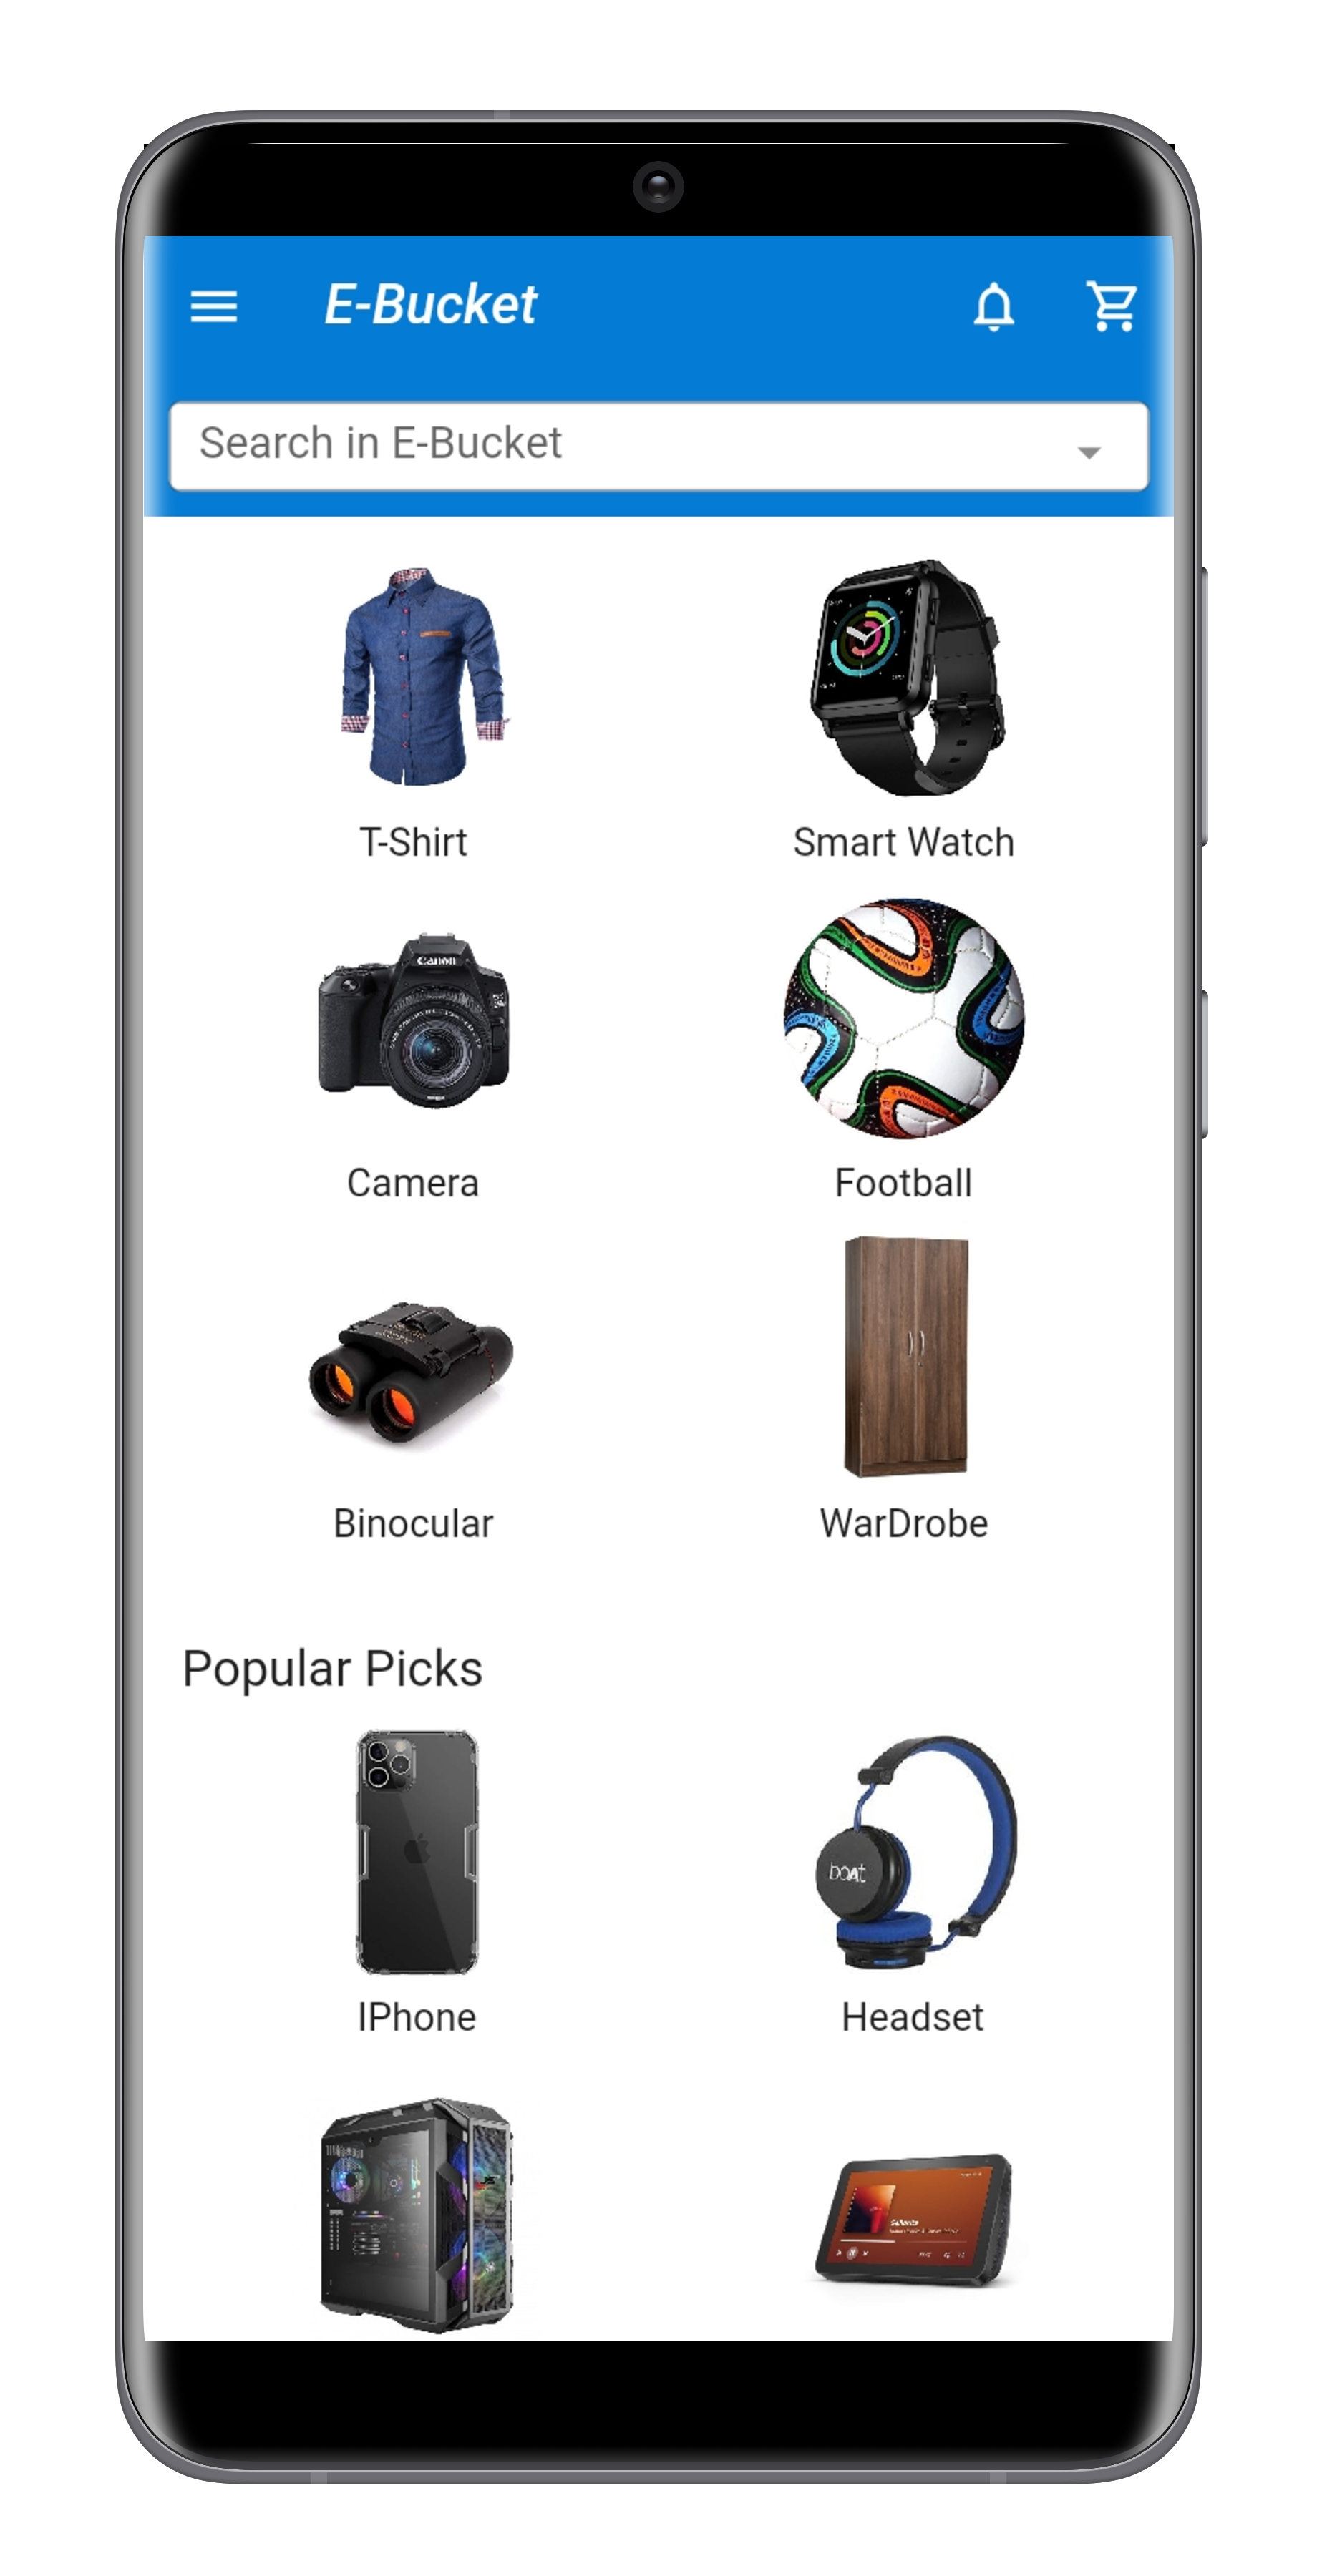 E-Bucket
Search in E-Bucket
T-Shirt
Smart Watch
Canon
Camera
Football
Binocular
WarDrobe
Popular Picks
boAt
IPhone
Headset